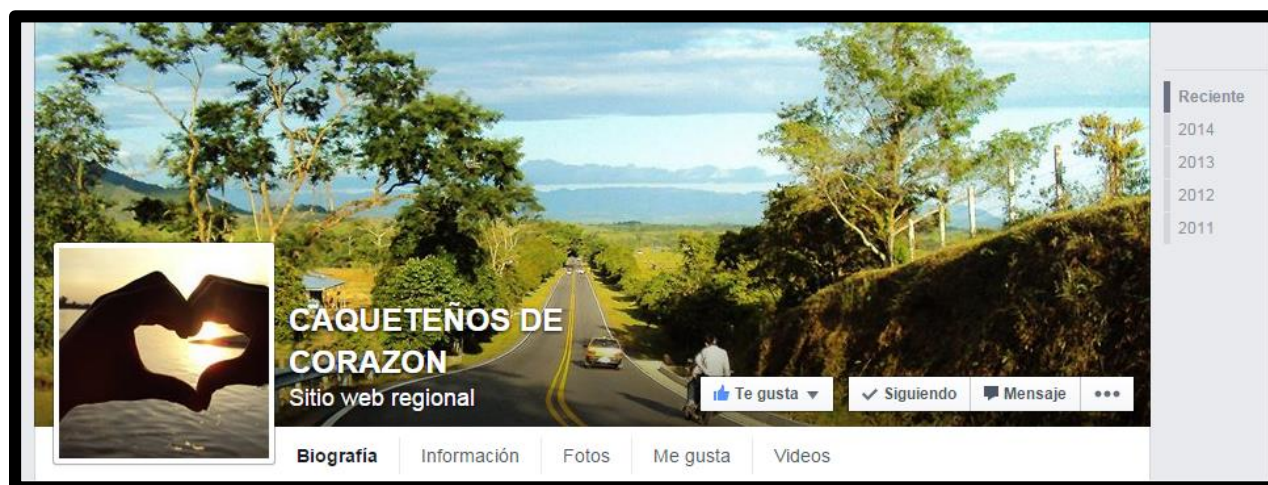 CAQUETEÑOS DE
CORAZON
Sitio web regional
Te gusta
Siguiendo
Mensaje
Biografía
Información
Fotos
Me gusta
Videos
Reciente
2014
2013
2012
2011